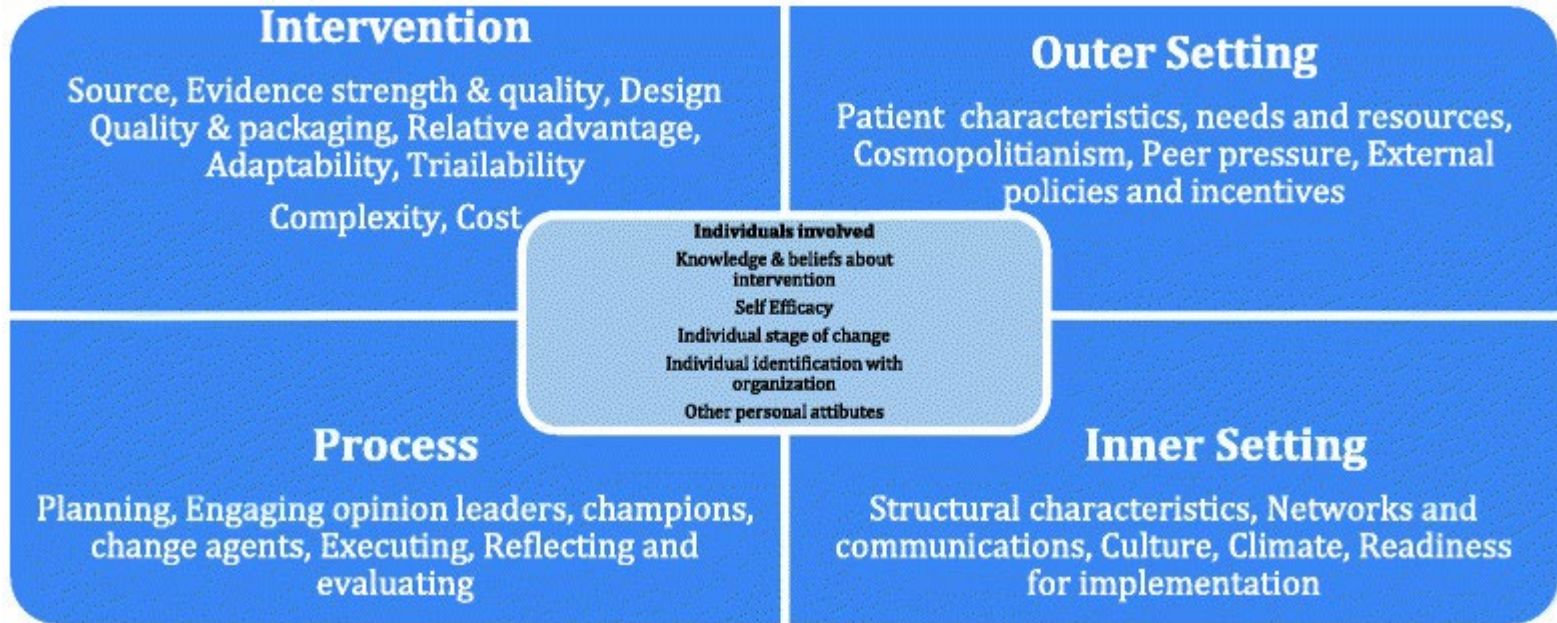 Intervention
Source, Evidence strength & quality, Design
Quality & packaging, Relative advantage,
Adaptability, Triailability
Complexity, Cost
Outer Setting
Patient characteristics, needs and resources,
Cosmopolitianism, Peer pressure, External
policies and incentives
Individuals involved
Knowledge & beliefs about
intervention
Self Efficacy
Individual stage of change
Individual identification with
organization
Other personal attibutes
Process
Planning, Engaging opinion leaders, champions,
change agents, Executing, Reflecting and
evaluating
Inner Setting
Structural characteristics, Networks and
communications, Culture, Climate, Readiness
for implementation